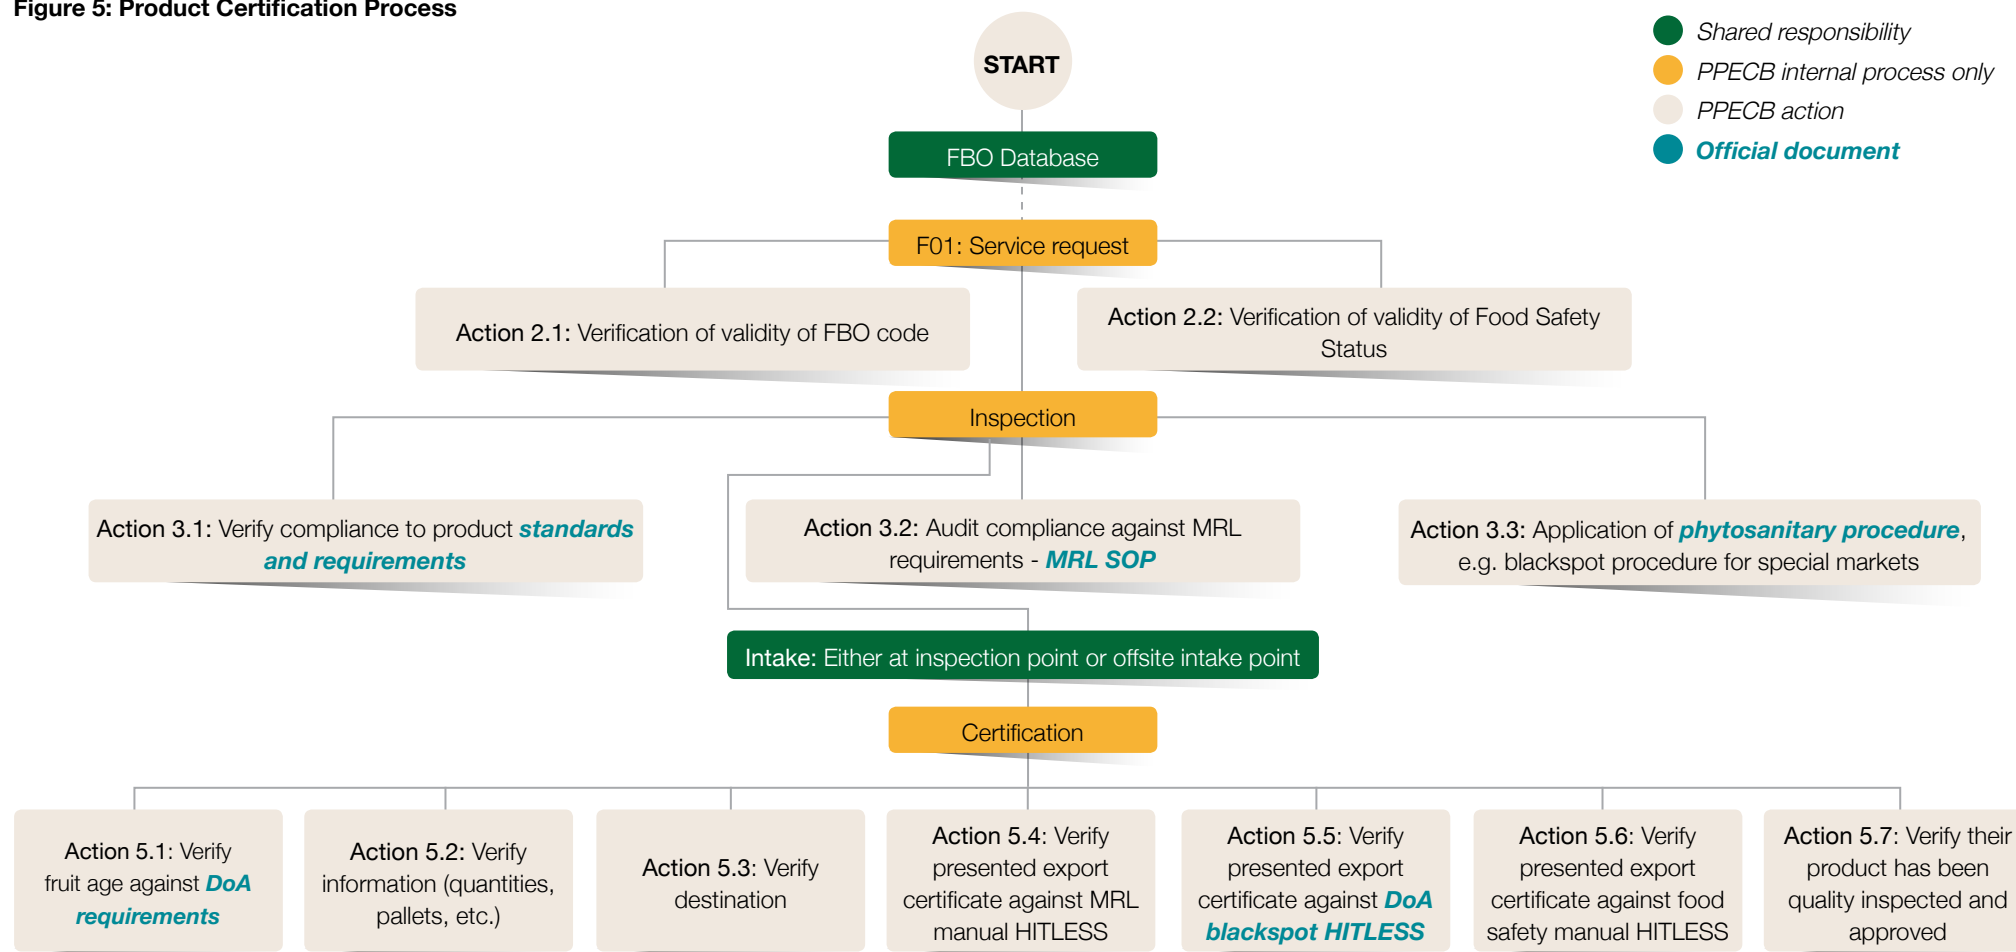 Figure 5: Product Certification Process
START
Shared responsibility
PPECB internal process only
PPECB action
Official document
FBO Database
F01: Service request
Action 2.1: Verification of validity of FBO code
Action 2.2: Verification of validity of Food Safety
Status
Inspection
Action 3.1: Verify compliance to product standards
and requirements
Action 3.2: Audit compliance against MRL
requirements - MRL SOP
Action 3.3: Application of phytosanitary procedure,
e.g. blackspot procedure for special markets
Intake: Either at inspection point or offsite intake point
Certification
Action 5.1: Verify
fruit age against DoA
requirements
Action 5.2: Verify
information (quantities,
pallets, etc.)
Action 5.3: Verify
destination
Action 5.4: Verify
presented export
certificate against MRL
manual HITLESS
Action 5.5: Verify
presented export
certificate against DoA
blackspot HITLESS
Action 5.6: Verify
presented export
certificate against food
safety manual HITLESS
Action 5.7: Verify their
product has been
quality inspected and
approved